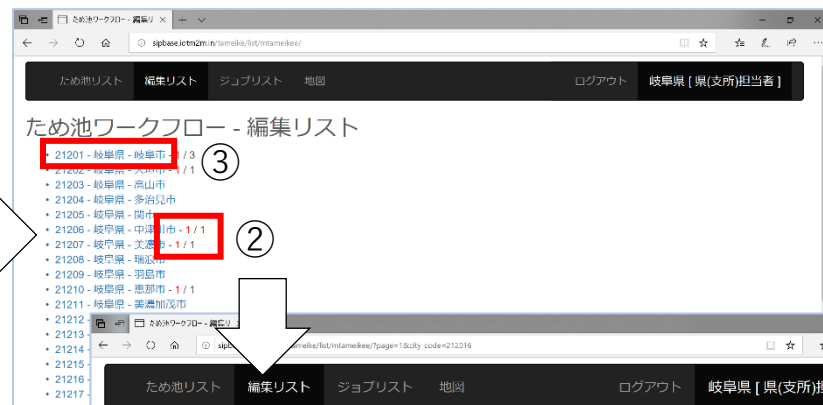 ため池ワークフロー - 編集リ
sipbase.iotm2m.in/tameike/list/mtameikee/
ため池リスト 編集リスト ジョブリスト 地図 ログアウト 岐阜県 [ 県(支所)担当者 ]
ため池ワークフロー - 編集リスト
• 21201 - 岐阜県 - 岐阜市 - 1 / 3
③
• 21202 - 岐阜県 - 大垣市 - 1 / 1
• 21203 - 岐阜県 - 高山市
• 21204 - 岐阜県 - 多治見市
• 21205 - 岐阜県 - 関市
• 21206 - 岐阜県 - 中津川市 - 1 / 1
②
• 21207 - 岐阜県 - 美濃市 - 1 / 1
• 21208 - 岐阜県 - 瑞浪市
• 21209 - 岐阜県 - 羽島市
• 21210 - 岐阜県 - 恵那市 - 1 / 1
• 21211 - 岐阜県 - 美濃加茂市
• 21212 -
• 21213 -
• 21214 -
• 21215 -
• 21216 -
• 21217 -
ため池ワークフロー - 編集リ
sipb meike/list/mtameikee/?page=1&city code=212016
ため池リスト 編集リスト ジョブリスト 地図 ログアウト 岐阜県 [ 県(支所)担